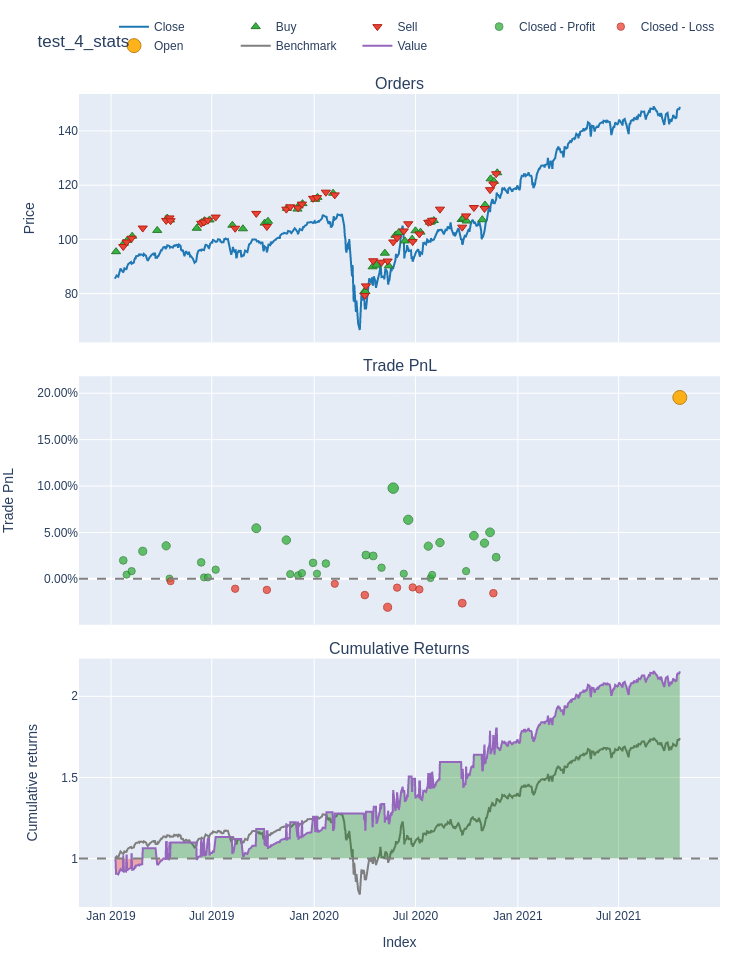 test_4_stats
Close
Buy
Sell
Closed - Profit
Closed - Loss
Open
Benchmark
Value
Orders
140
120
100
80
Price
Trade PnL
20.00%
15.00%
10.00%
5.00%
0.00%
Trade PnL
Cumulative Returns
2
1.5
1
Cumulative returns
Jan 2019
Jul 2019
Jan 2020
Jul 2020
Jan 2021
Jul 2021
Index